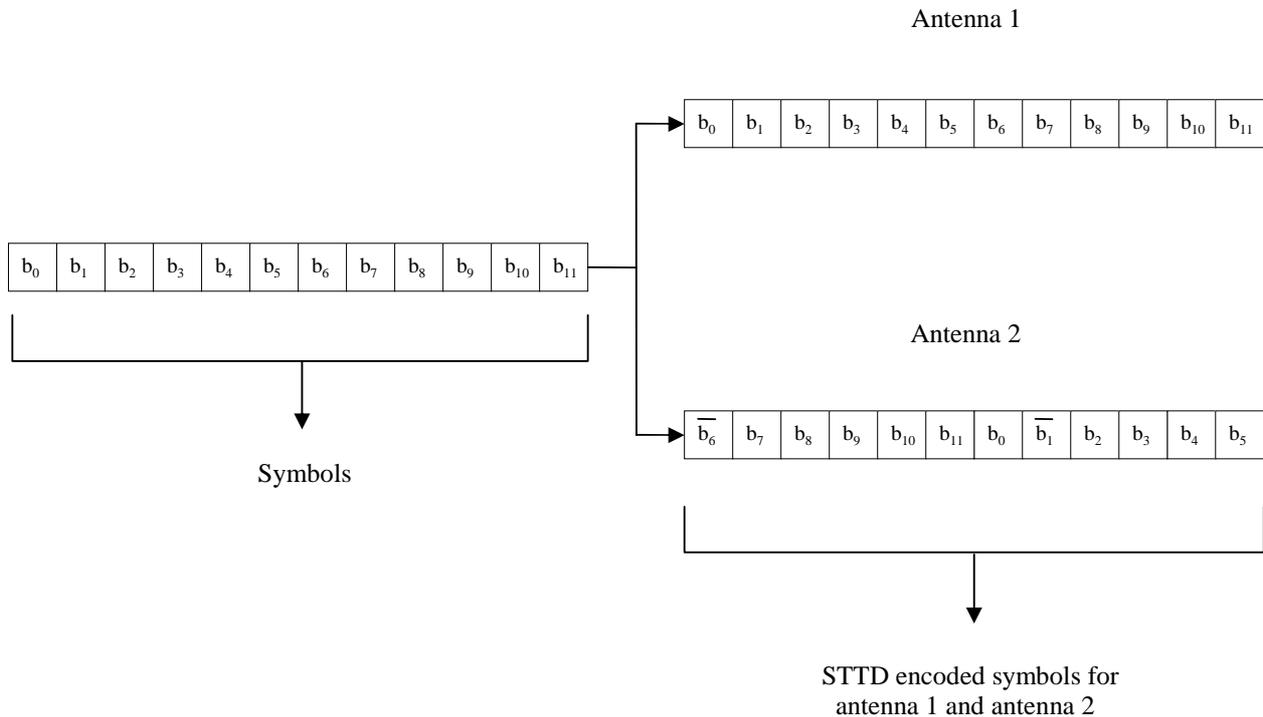 Antenna 1
b₀ b₁ b₂ b₃ b₄ b₅ b₆ b₇ b₈ b₉ b₁₀ b₁₁
b₀ b₁ b₂ b₃ b₄ b₅ b₆ b₇ b₈ b₉ b₁₀ b₁₁
Symbols
Antenna 2
b̅₆ b₇ b₈ b₉ b₁₀ b₁₁ b₀ b̅₁ b₂ b₃ b₄ b₅
STTD encoded symbols for
antenna 1 and antenna 2